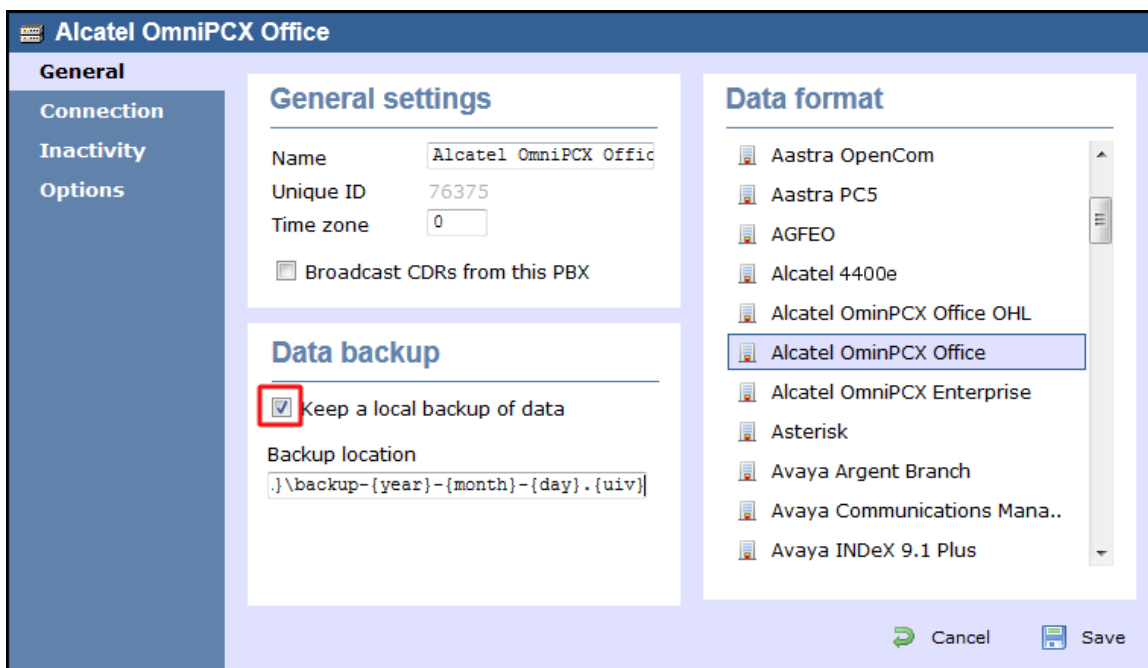 Alcatel OmniPCX Office
General
Connection
Inactivity
Options
General settings
Name Alcatel OmniPCX Offic
Unique ID 76375
Time zone 0
Broadcast CDRs from this PBX
Data backup
Keep a local backup of data
Backup location
.}\backup-{year}-{month}-{day}.{uiv}
Data format
Aastra OpenCom
Aastra PC5
AGFEO
Alcatel 4400e
Alcatel OminPCX Office OHL
Alcatel OminPCX Office
Alcatel OmniPCX Enterprise
Asterisk
Avaya Argent Branch
Avaya Communications Mana..
Avaya INDeX 9.1 Plus
Cancel Save